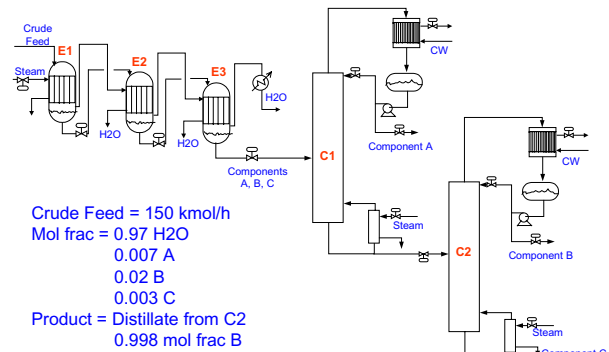 Crude
Feed
E1
E2
E3
Steam
H2O
H2O
H2O
CW
Component A
C1
Components
A, B, C
Steam
CW
C2
Component B
Steam
Component C
Crude Feed = 150 kmol/h
Mol frac = 0.97 H2O
0.007 A
0.02 B
0.003 C
Product = Distillate from C2
0.998 mol frac B